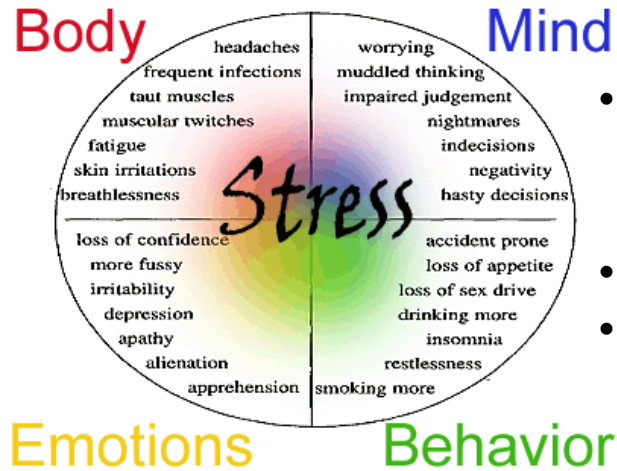 Body
headaches
frequent infections
taut muscles
muscular twitches
fatigue
skin irritations
breathlessness
Mind
worrying
muddled thinking
impaired judgement
nightmares
indecisions
negativity
hasty decisions
Stress
loss of confidence
more fussy
irritability
depression
apathy
alienation
apprehension
Emotions
accident prone
loss of appetite
loss of sex drive
drinking more
insomnia
restlessness
smoking more
Behavior